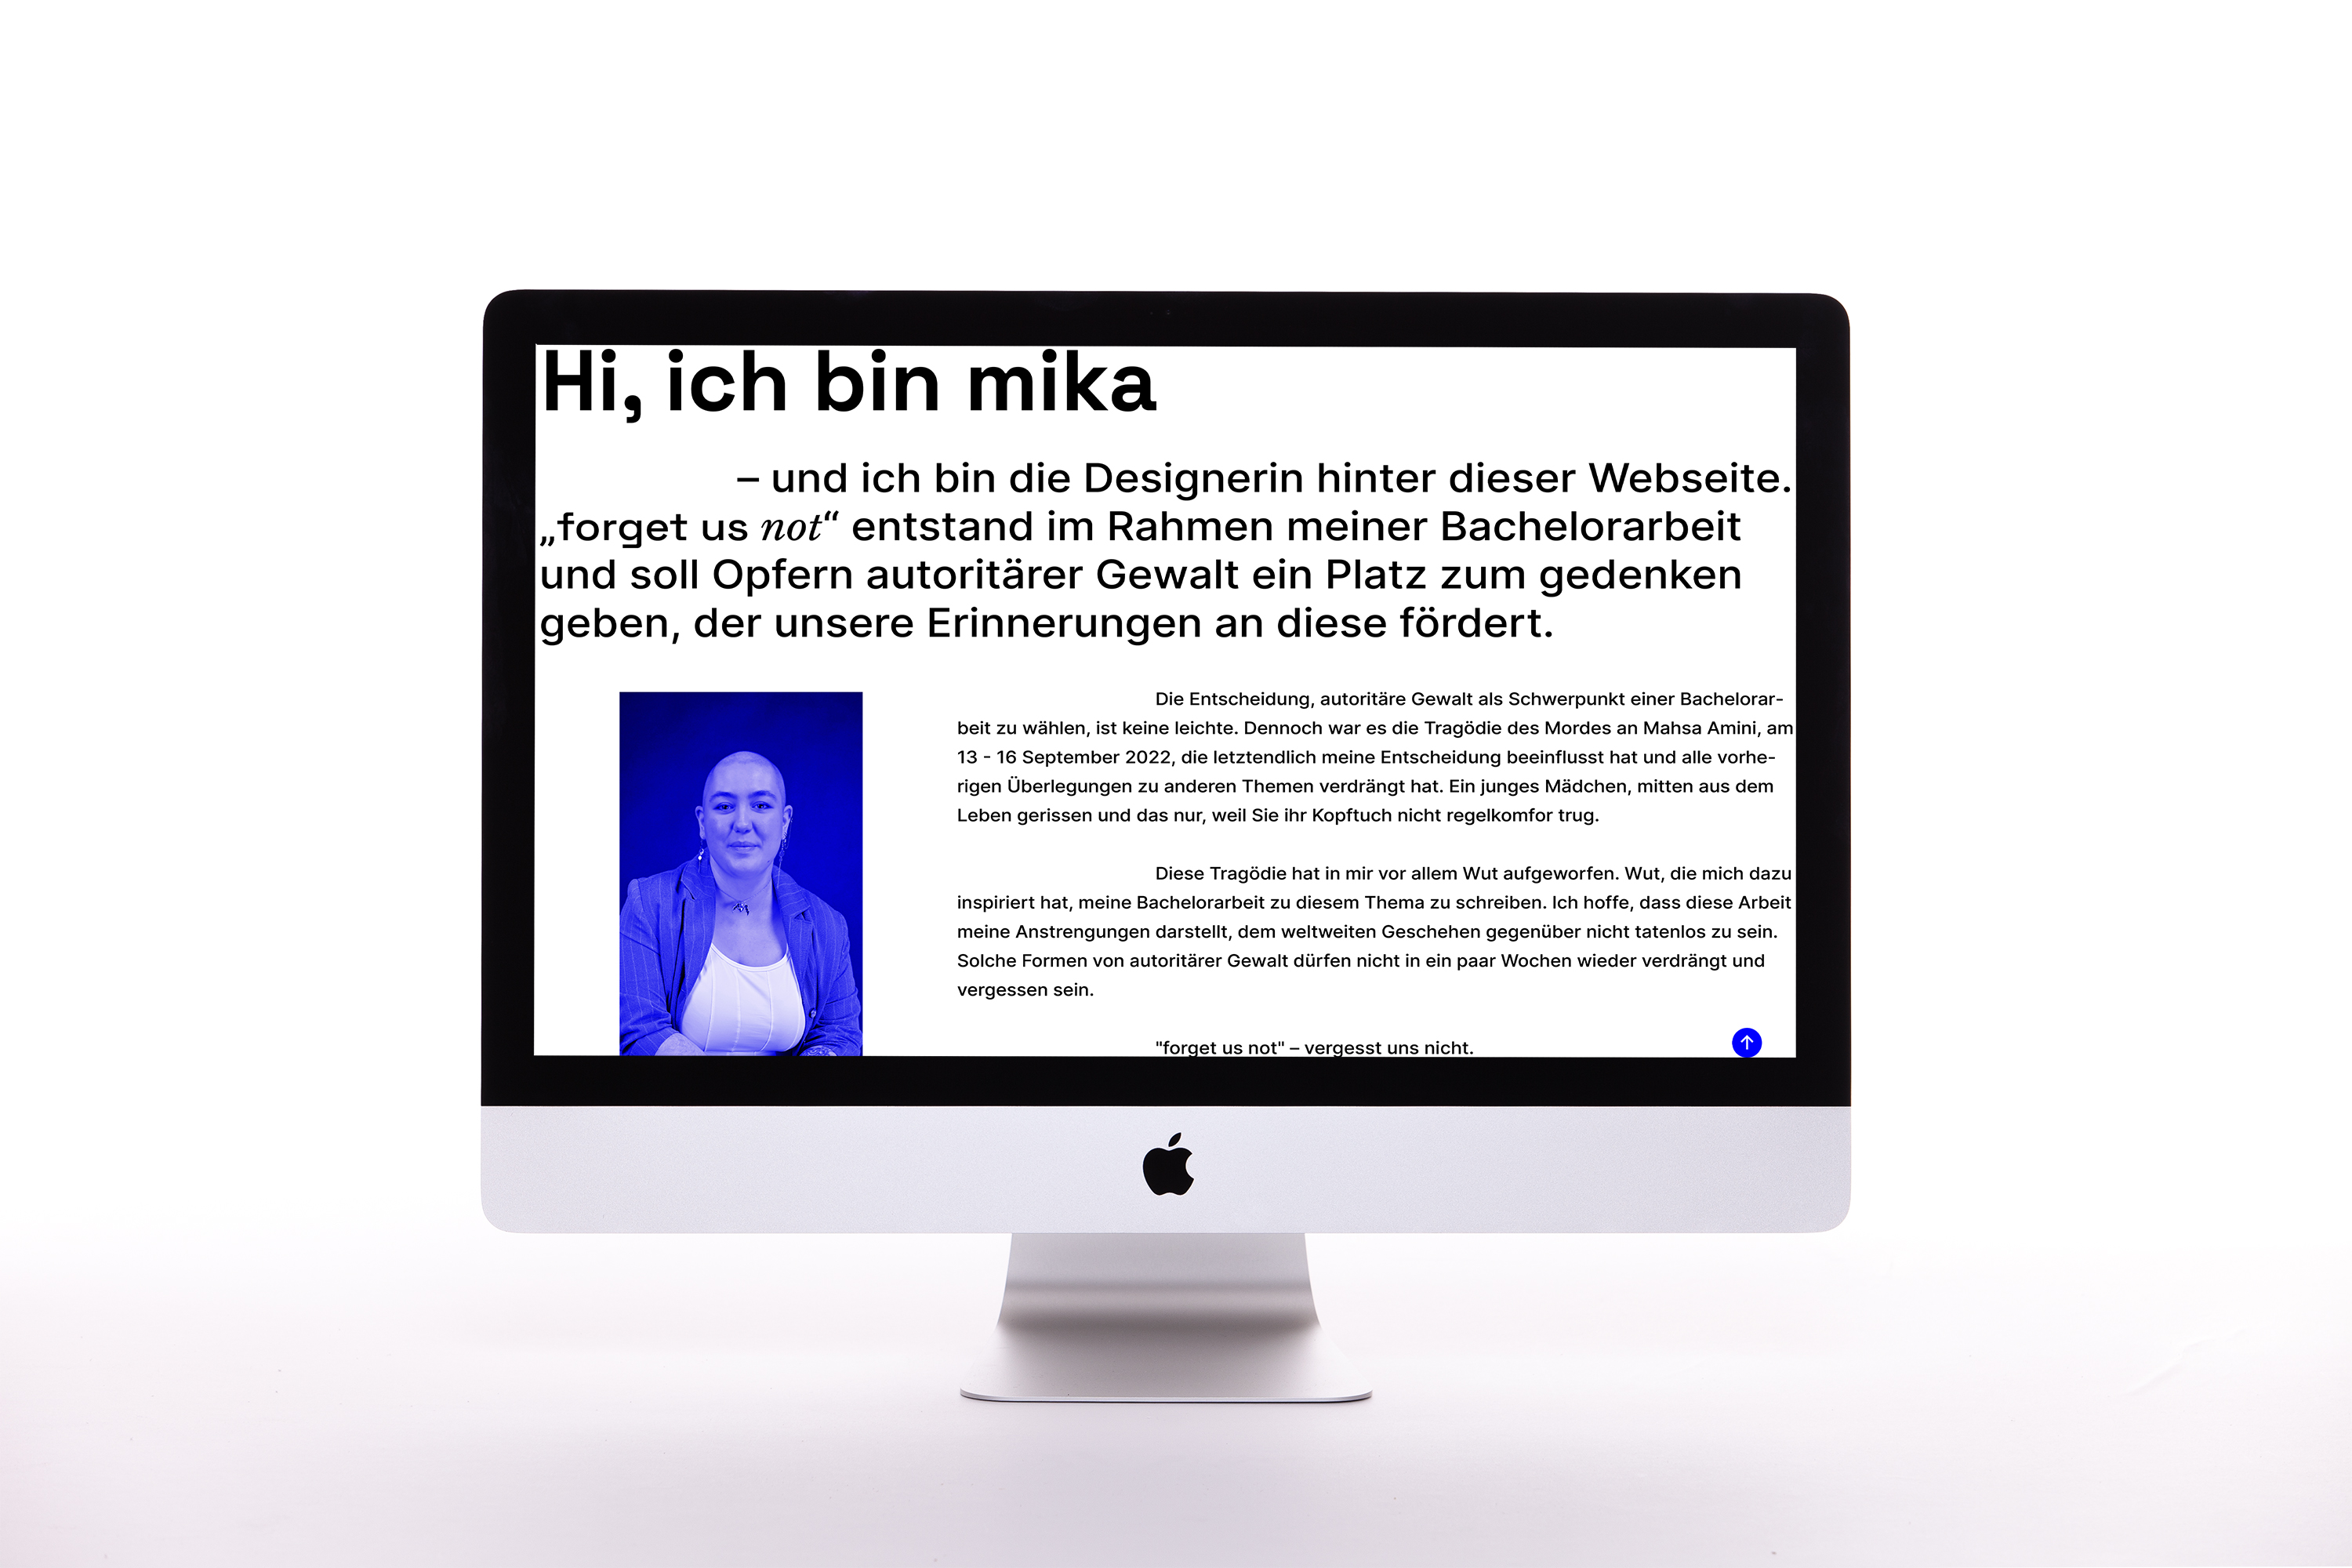 Hi, ich bin mika
– und ich bin die Designerin hinter dieser Webseite.
„forget us not“ entstand im Rahmen meiner Bachelorarbeit
und soll Opfern autoritärer Gewalt ein Platz zum gedenken
geben, der unsere Erinnerungen an diese fördert.
Die Entscheidung, autoritäre Gewalt als Schwerpunkt einer Bachelorar-
beit zu wählen, ist keine leichte. Dennoch war es die Tragödie des Mordes an Mahsa Amini, am
13 - 16 September 2022, die letztendlich meine Entscheidung beeinflusst hat und alle vorhe-
rigen Überlegungen zu anderen Themen verdrängt hat. Ein junges Mädchen, mitten aus dem
Leben gerissen und das nur, weil Sie ihr Kopftuch nicht regelkomfor trug.
Diese Tragödie hat in mir vor allem Wut aufgeworfen. Wut, die mich dazu
inspiriert hat, meine Bachelorarbeit zu diesem Thema zu schreiben. Ich hoffe, dass diese Arbeit
meine Anstrengungen darstellt, dem weltweiten Geschehen gegenüber nicht tatenlos zu sein.
Solche Formen von autoritärer Gewalt dürfen nicht in ein paar Wochen wieder verdrängt und
vergessen sein.
"forget us not" – vergesst uns nicht.